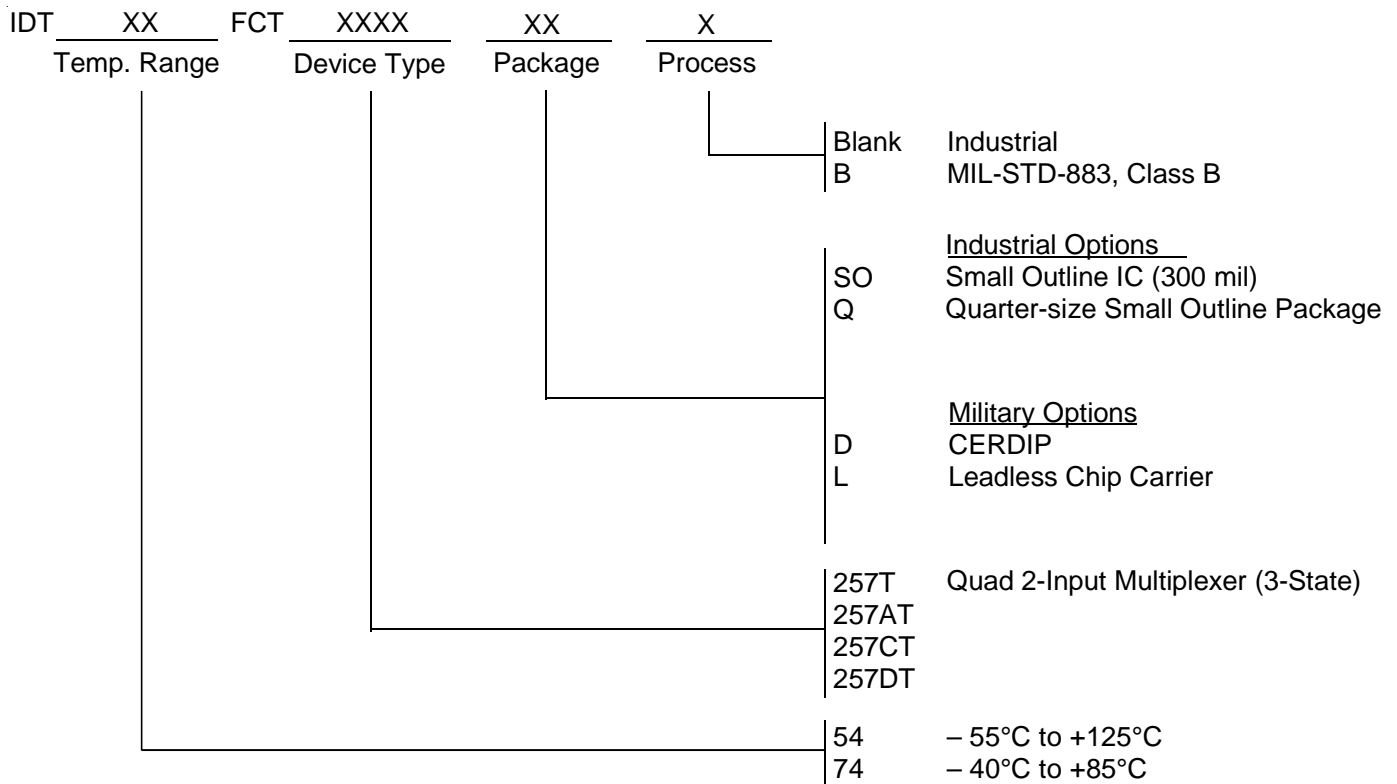 IDT XX FCT XXXX XX X
Temp. Range Device Type Package Process
Blank Industrial
B MIL-STD-883, Class B
Industrial Options
SO Small Outline IC (300 mil)
Q Quarter-size Small Outline Package
Military Options
D CERDIP
L Leadless Chip Carrier
257T Quad 2-Input Multiplexer (3-State)
257AT
257CT
257DT
54 – 55°C to +125°C
74 – 40°C to +85°C